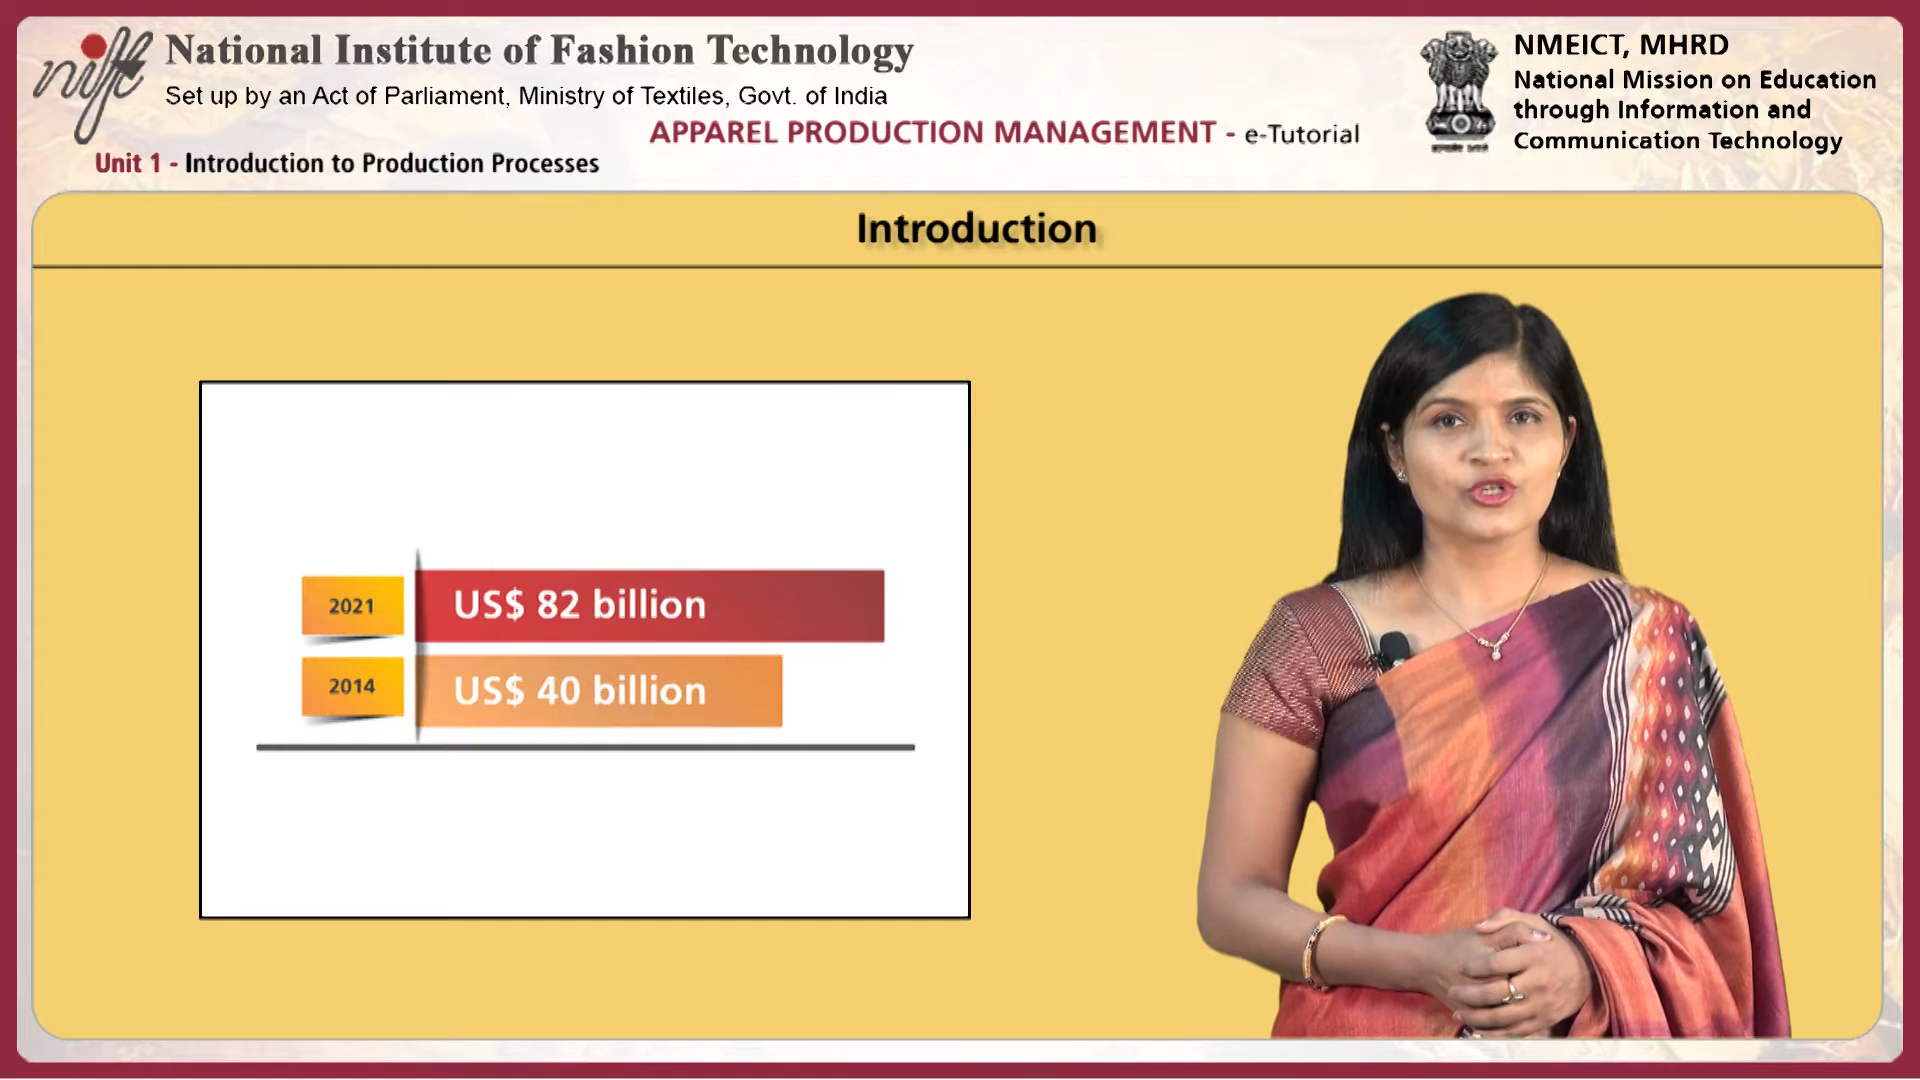 nift
National Institute of Fashion Technology
Set up by an Act of Parliament, Ministry of Textiles, Govt. of India
APPAREL PRODUCTION MANAGEMENT - e-Tutorial
Unit 1 - Introduction to Production Processes
NMEICT, MHRD
National Mission on Education
through Information and
Communication Technology
Introduction
2021 US$ 82 billion
2014 US$ 40 billion